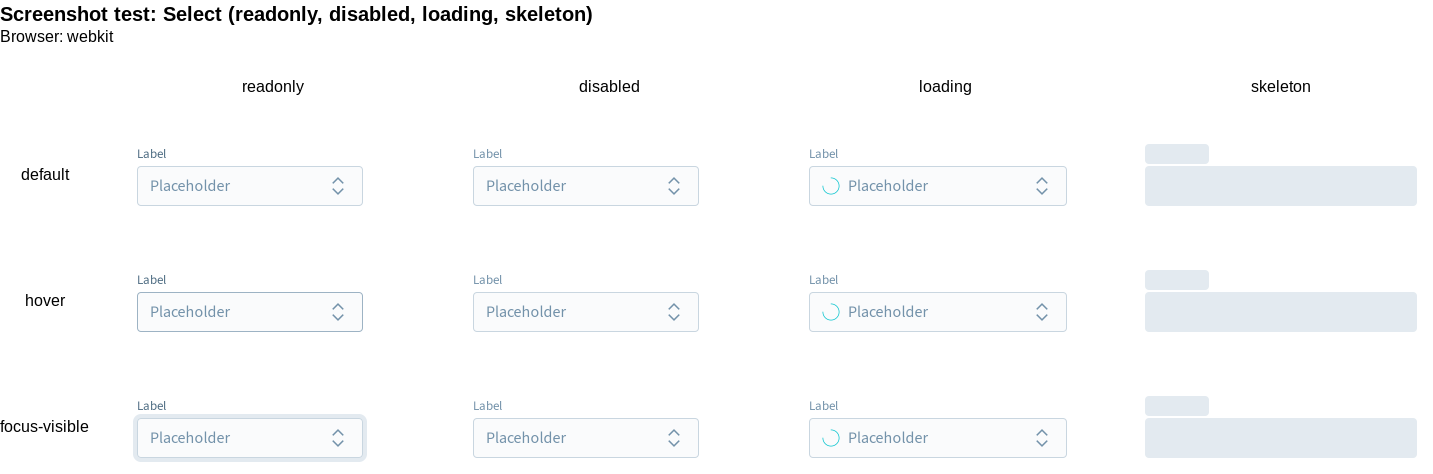 Screenshot test: Select (readonly, disabled, loading, skeleton)
Browser: webkit
readonly disabled loading skeleton
Label Label Label
default Placeholder Placeholder Placeholder
Label Label Label
hover Placeholder Placeholder Placeholder
Label Label Label
focus-visible Placeholder Placeholder Placeholder